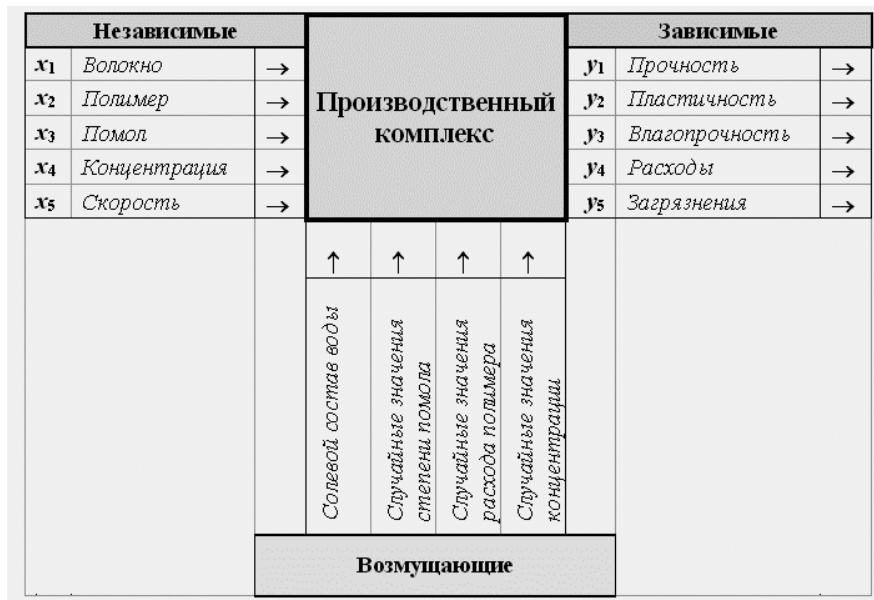 Независимые
Зависимые
x1 Волокно →
x2 Полимер →
x3 Помол →
x4 Концентрация →
x5 Скорость →
Производственный
комплекс
y1 Прочность →
y2 Пластичность →
y3 Влагопрочность →
y4 Расходы →
y5 Загрязнения →
↑ ↑ ↑ ↑
Солевой состав воды
Случайные значения
степени помола
Случайные значения
расхода полимера
Случайные значения
концентрации
Возмущающие